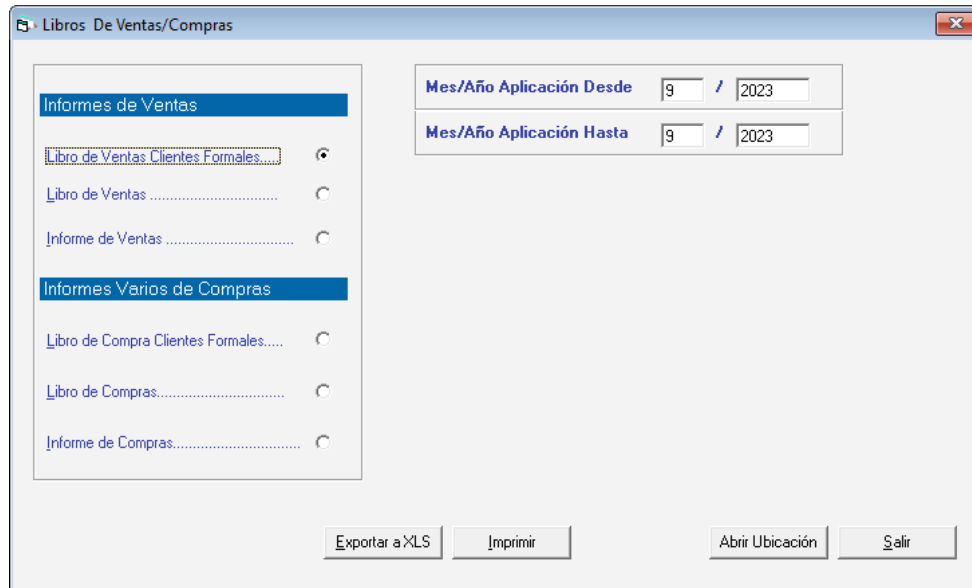 Libros De Ventas/Compras
Informes de Ventas
Libro de Ventas Clientes Formales.....
Libro de Ventas ................................
Informe de Ventas ................................
Informes Varios de Compras
Libro de Compra Clientes Formales.....
Libro de Compras................................
Informe de Compras................................
Mes/Año Aplicación Desde 9 / 2023
Mes/Año Aplicación Hasta 9 / 2023
Exportar a XLS Imprimir Abrir Ubicación Salir